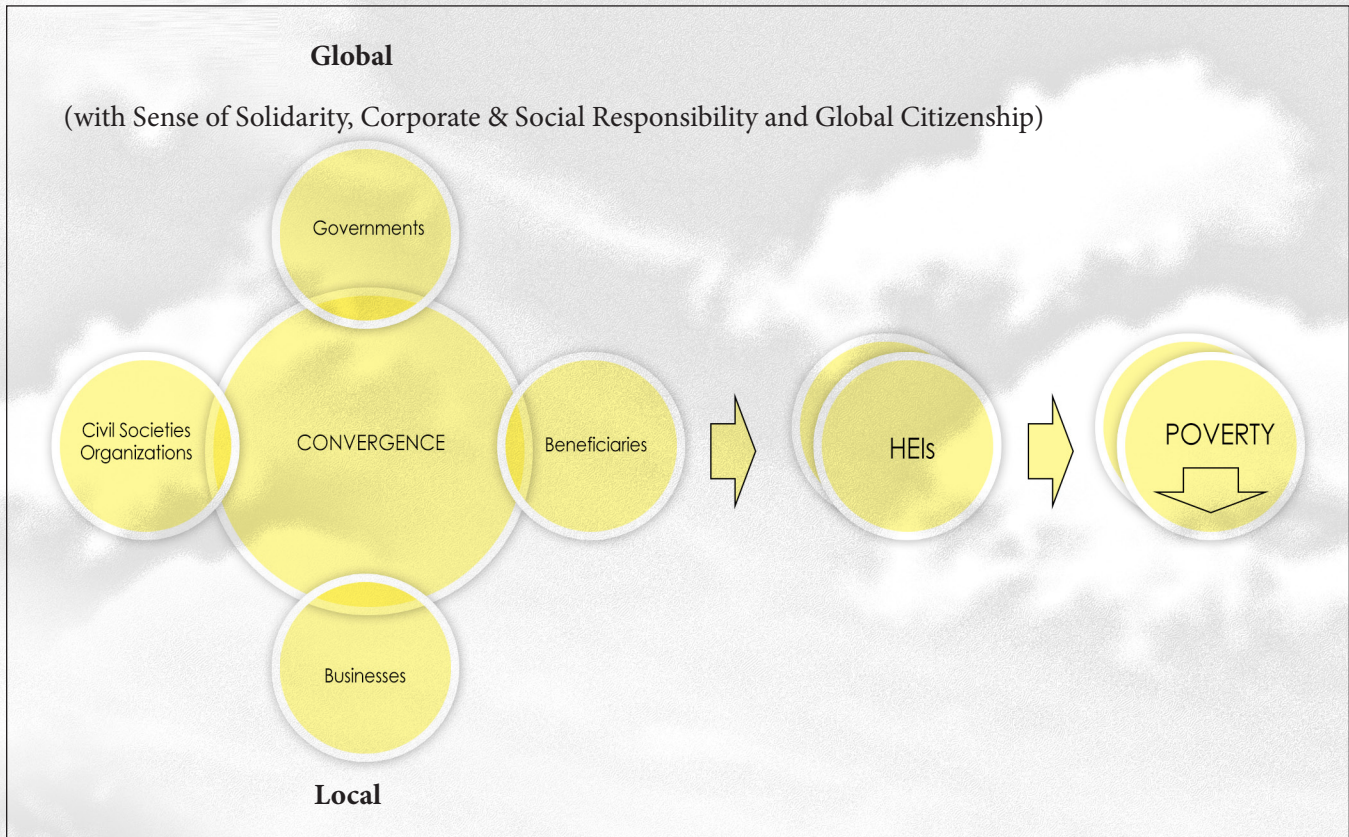 Global
(with Sense of Solidarity, Corporate & Social Responsibility and Global Citizenship)
Governments
Civil Societies
Organizations
CONVERGENCE
Beneficiaries
HEIs
POVERTY
Businesses
Local